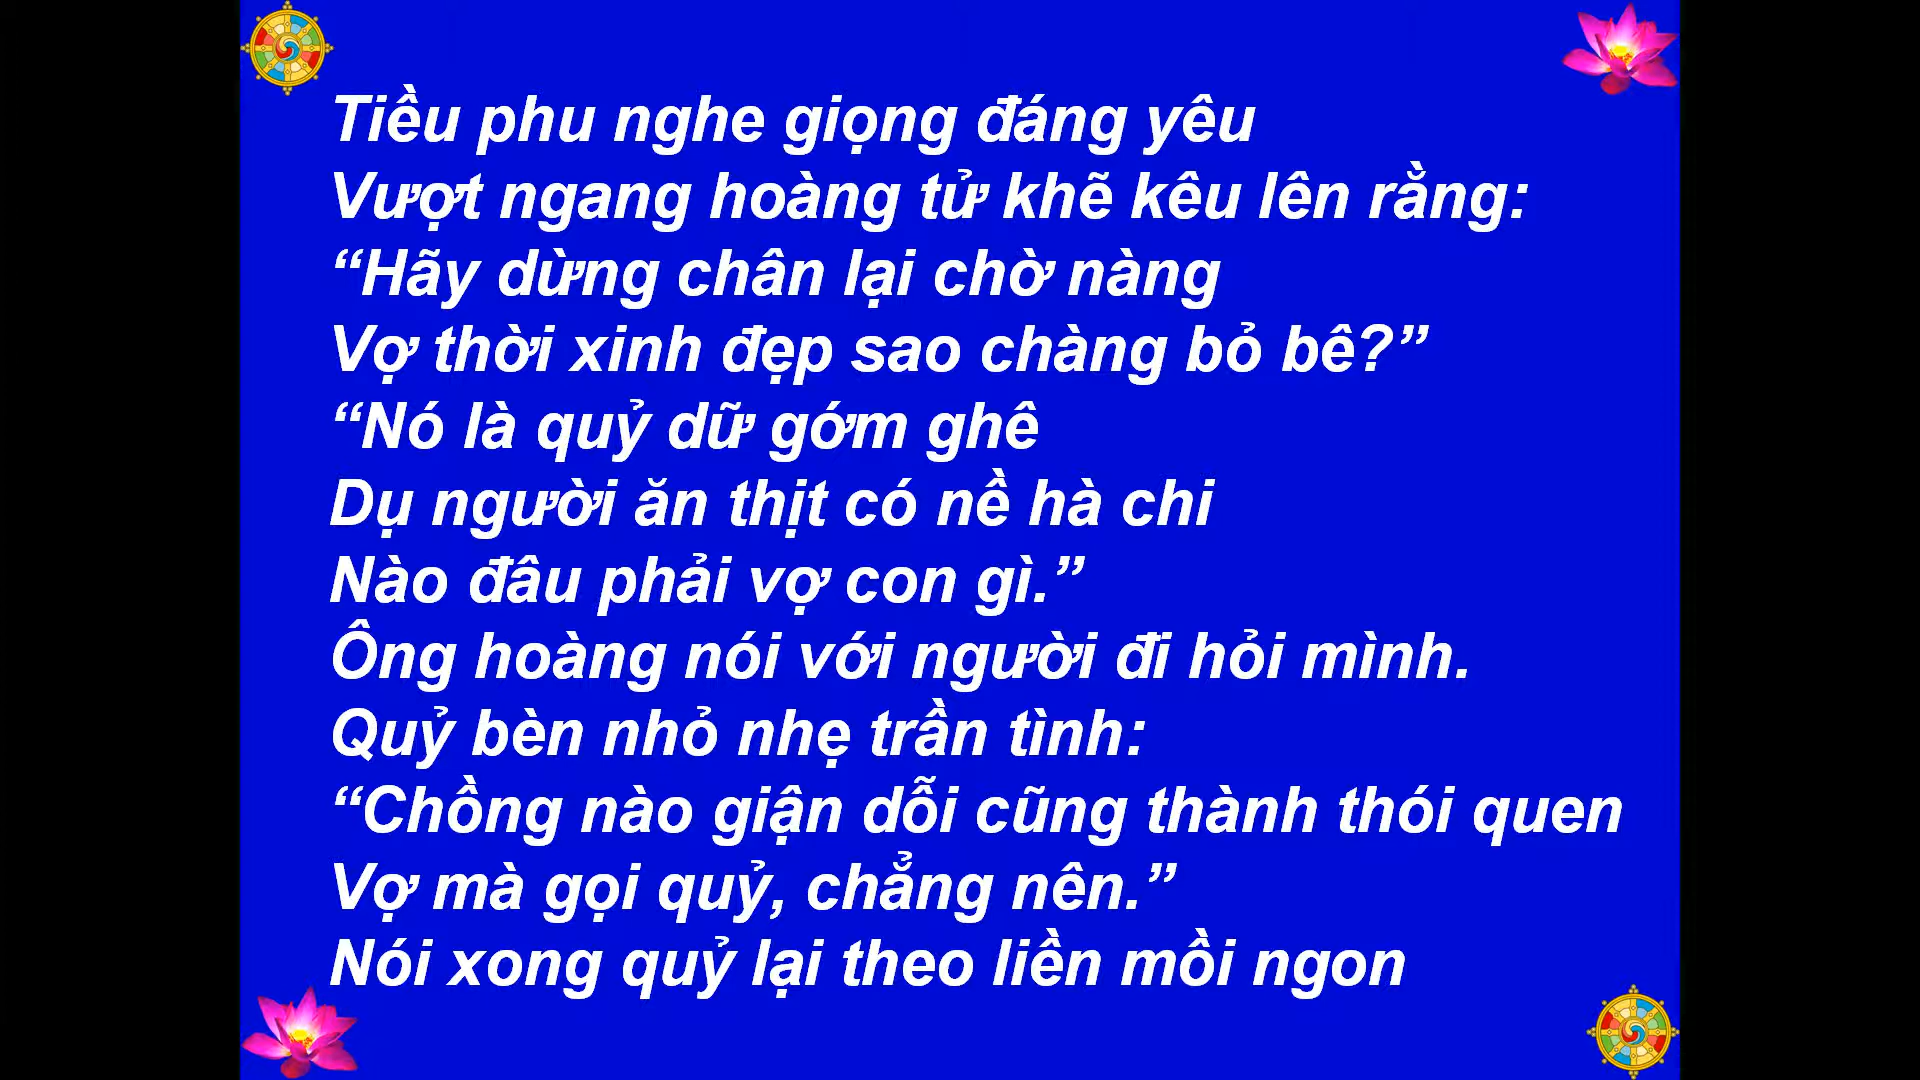 Tiều phu nghe giọng đáng yêu
Vượt ngang hoàng tử khẽ kêu lên rằng:
“Hãy dừng chân lại chờ nàng
Vợ thời xinh đẹp sao chàng bỏ bê?”
“Nó là quỷ dữ gớm ghê
Dụ người ăn thịt có nề hà chi
Nào đâu phải vợ con gì.”
Ông hoàng nói với người đi hỏi mình.
Quỷ bèn nhỏ nhẹ trần tình:
“Chồng nào giận dỗi cũng thành thói quen
Vợ mà gọi quỷ, chẳng nên.”
Nói xong quỷ lại theo liền mồi ngon